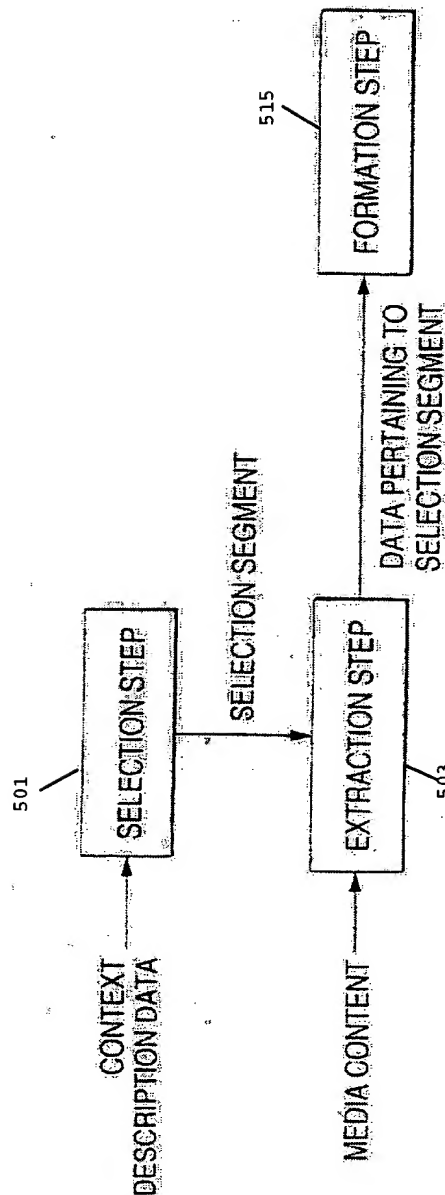 501
SELECTION STEP
CONTEXT
DESCRIPTION DATA
SELECTION SEGMENT
MEDIA CONTENT
EXTRACTION STEP
503
DATA PERTAINING TO
SELECTION SEGMENT
515
FORMATION STEP